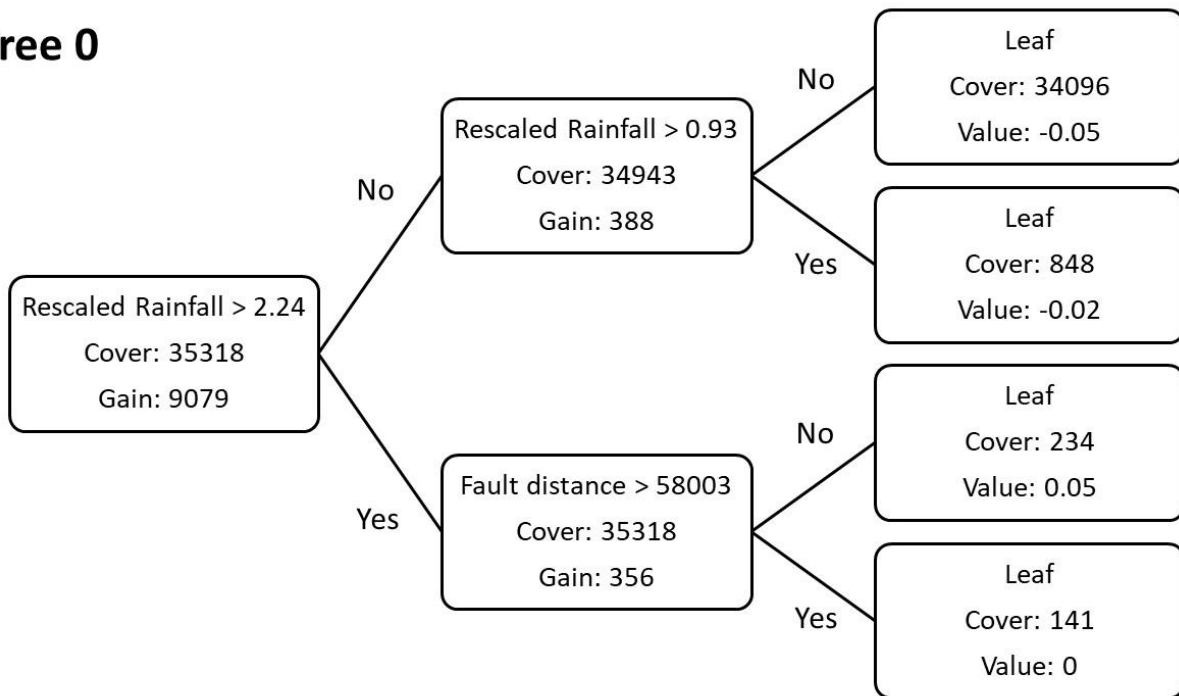 ree 0
Rescaled Rainfall > 2.24
Cover: 35318
Gain: 9079
No
Yes
Rescaled Rainfall > 0.93
Cover: 34943
Gain: 388
Fault distance > 58003
Cover: 35318
Gain: 356
No
Yes
No
Yes
Leaf
Cover: 34096
Value: -0.05
Leaf
Cover: 848
Value: -0.02
Leaf
Cover: 234
Value: 0.05
Leaf
Cover: 141
Value: 0